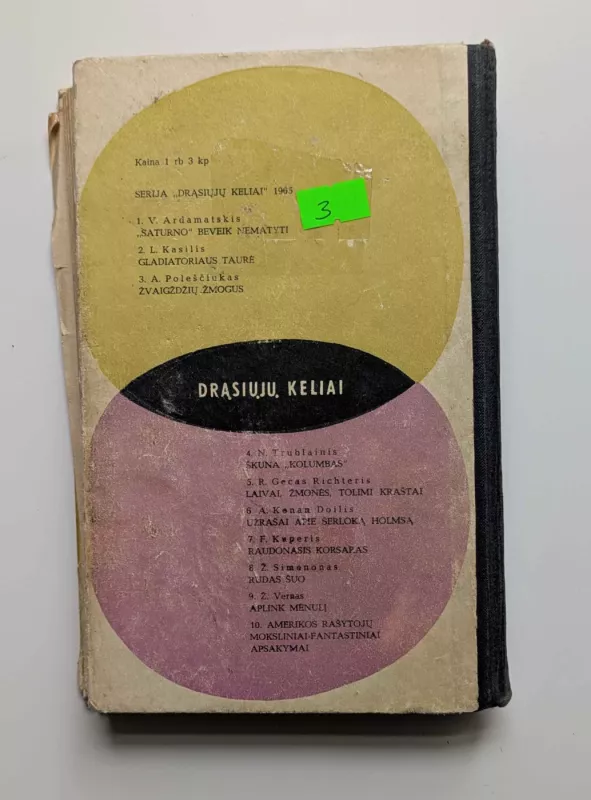 Kaina 1 rb 3 kp
SERIJA „DRĄSIŲJŲ KELIAI" 1965
3
1. V. Ardamatskis
„SATURNO" BEVEIK NEMATYTI
2. L. Kasilis
GLADIATORIAUS TAURĖ
3. A. Poleščiukas
ŽVAIGŽDŽIŲ ŽMOGUS
DRĄSIŲJŲ KELIAI
4. N. Trublainis
ŠKUNA „KOLUMBAS"
5. R. Gecas Richteris
LAIVAI, ŽMONĖS, TOLIMI KRAŠTAI
6. A. Konan Doilis
UŽRAŠAI APIE ŠERLOKĄ HOLMSĄ
7. F. Kuperis
RAUDONASIS KORSARAS
8. Ž. Simenonas
RUDAS ŠUO
9. Ž. Vernas
APLINK MĖNULĮ
10. AMERIKOS RAŠYTOJŲ
MOKSLINIAI-FANTASTINIAI
APSAKYMAI